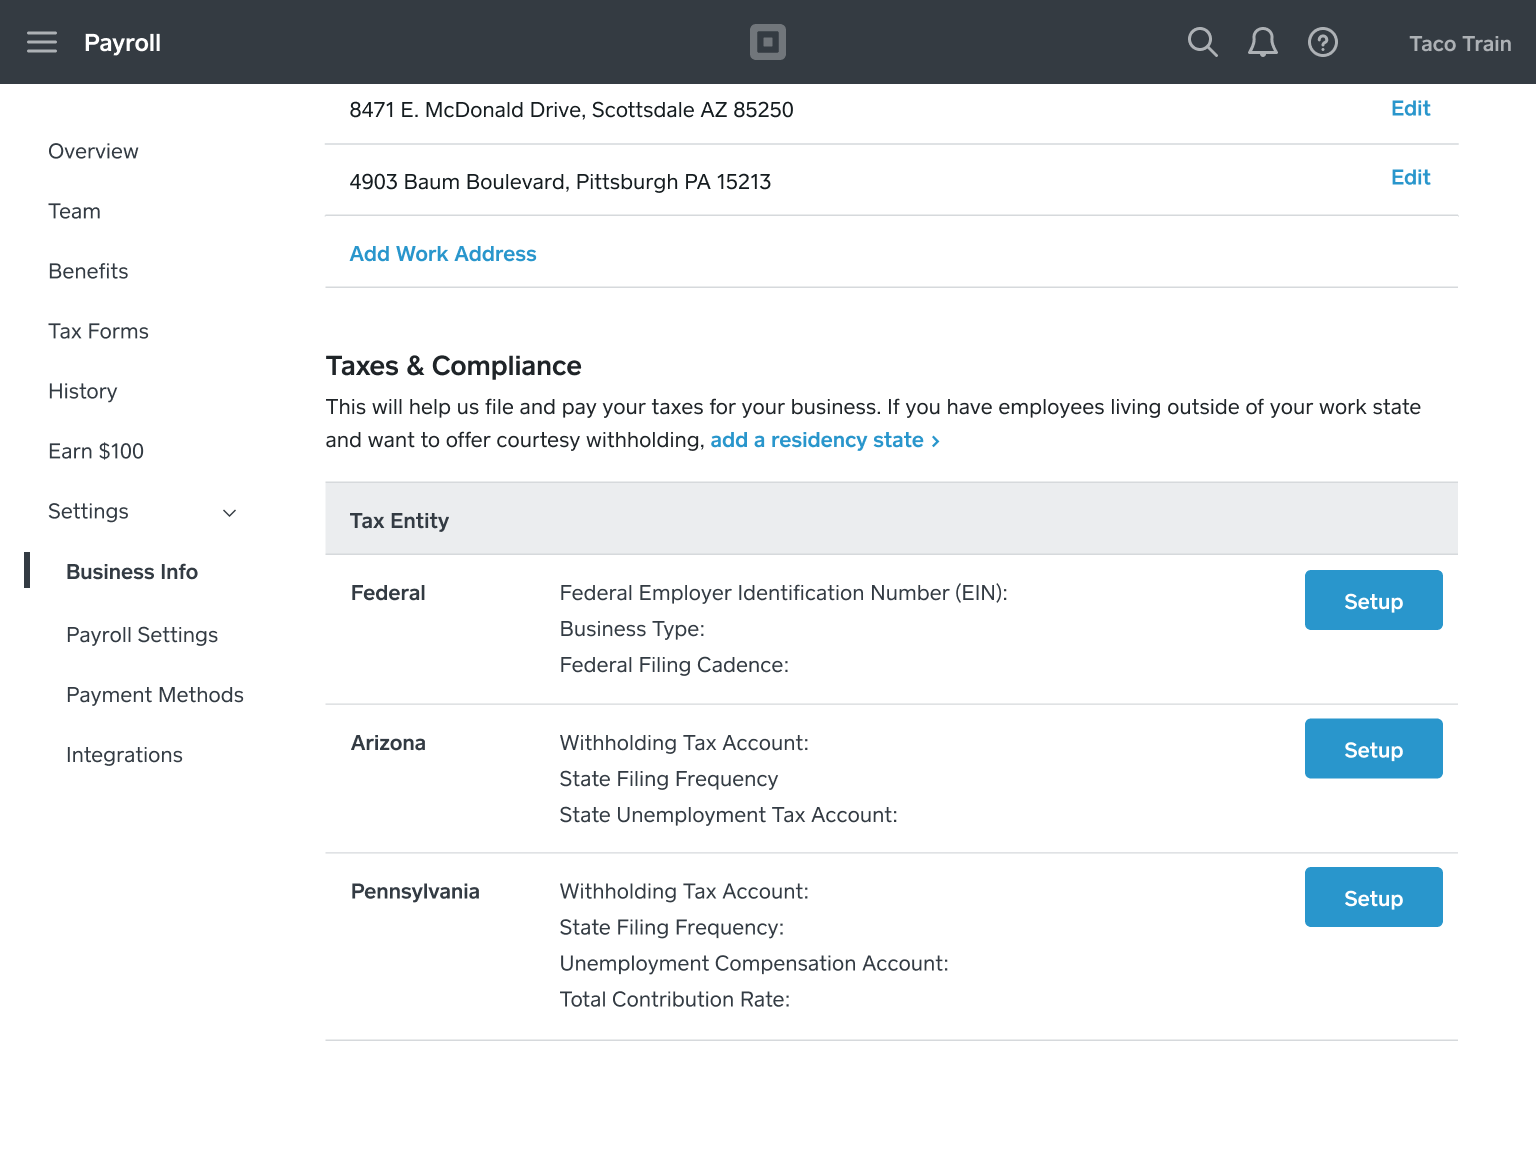 Payroll
Taco Train
Overview
Team
Benefits
Tax Forms
History
Earn $100
Settings
Business Info
Payroll Settings
Payment Methods
Integrations
8471 E. McDonald Drive, Scottsdale AZ 85250
Edit
4903 Baum Boulevard, Pittsburgh PA 15213
Edit
Add Work Address
Taxes & Compliance
This will help us file and pay your taxes for your business. If you have employees living outside of your work state
and want to offer courtesy withholding, add a residency state >
Tax Entity
Federal
Federal Employer Identification Number (EIN):
Business Type:
Federal Filing Cadence:
Setup
Arizona
Withholding Tax Account:
State Filing Frequency
State Unemployment Tax Account:
Setup
Pennsylvania
Withholding Tax Account:
State Filing Frequency:
Unemployment Compensation Account:
Total Contribution Rate:
Setup